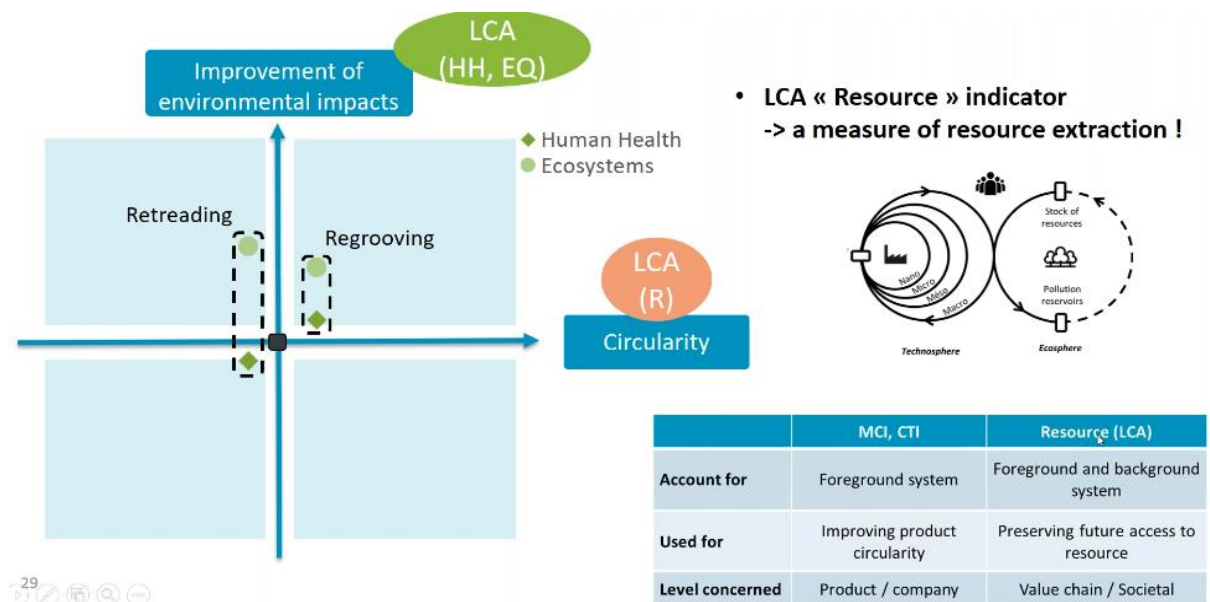 LCA
(HH, EQ)
Improvement of
environmental impacts
Human Health
Ecosystems
Retreading
Regrooving
LCA
(R)
Circularity
• LCA « Resource » indicator
-> a measure of resource extraction !
Stock of
resources
Nano
Micro
Méso
Macro
Pollution
reservoirs
Technosphere
Ecosphere
MCI, CTI
Resource (LCA)
Account for
Foreground system
Foreground and background
system
Used for
Improving product
circularity
Preserving future access to
resource
Level concerned
Product / company
Value chain / Societal
29